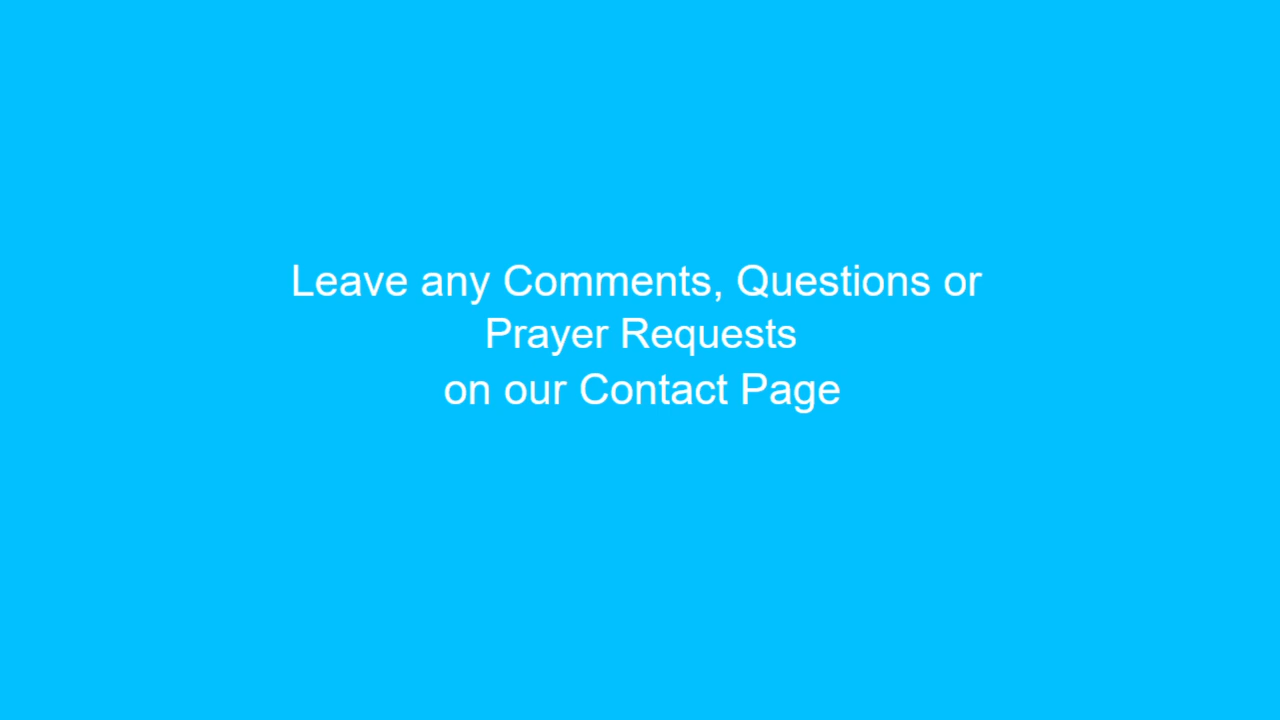 Leave any Comments, Questions or
Prayer Requests
on our Contact Page